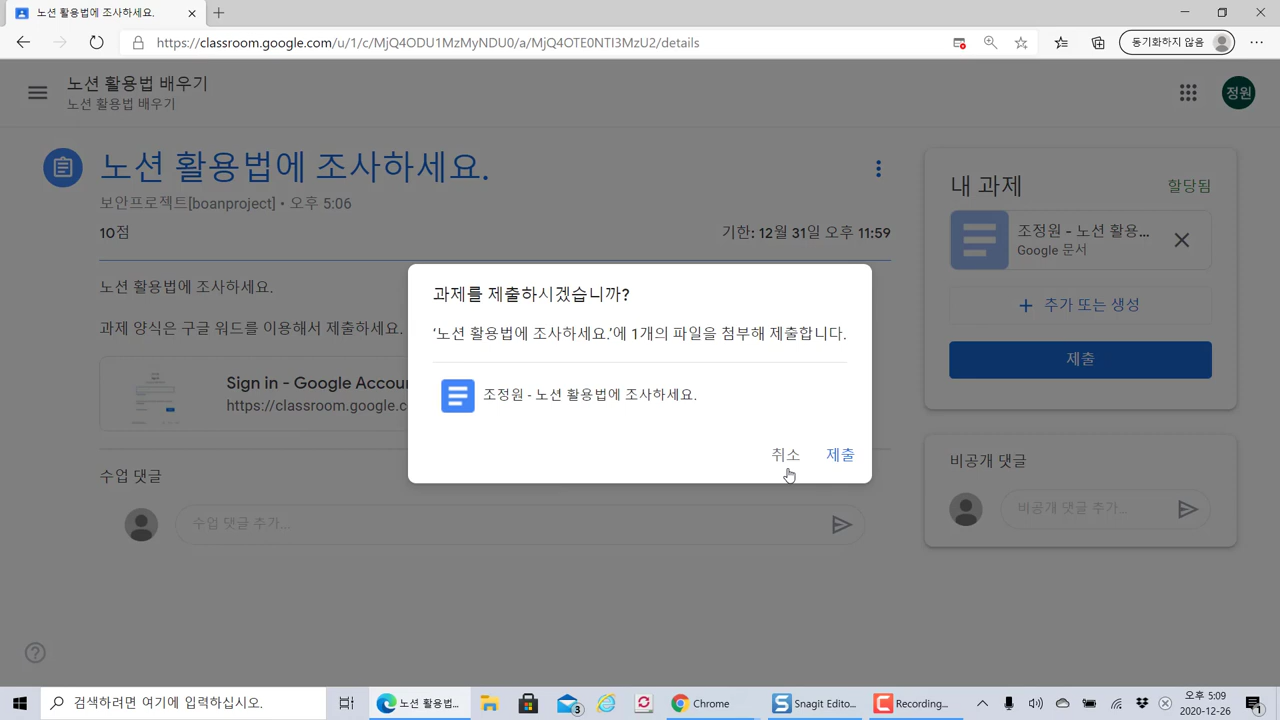 노션 활용법에 조사하세요.
https://classroom.google.com/u/1/c/MjQ4ODU1MzMyNDU0/a/MjQ4OTE0NTI3MzU2/details
동기화하지 않음
노션 활용법 배우기
노션 활용법 배우기
정원
노션 활용법에 조사하세요.
보안프로젝트[boanproject] • 오후 5:06
10점
기한: 12월 31일 오후 11:59
노션 활용법에 조사하세요.
과제 양식은 구글 워드를 이용해서 제출하세요.
Sign in - Google Accou
https://classroom.google.c
수업 댓글
수업 댓글 추가...
과제를 제출하시겠습니까?
'노션 활용법에 조사하세요.'에 1개의 파일을 첨부해 제출합니다.
조정원 - 노션 활용법에 조사하세요.
취소
제출
내 과제
할당됨
조정원 - 노션 활용...
Google 문서
+ 추가 또는 생성
제출
비공개 댓글
비공개 댓글 추가...
검색하려면 여기에 입력하십시오.
노션 활용법...
3
Chrome
Snagit Edito...
Recording...
오후 5:09
2020-12-26
1